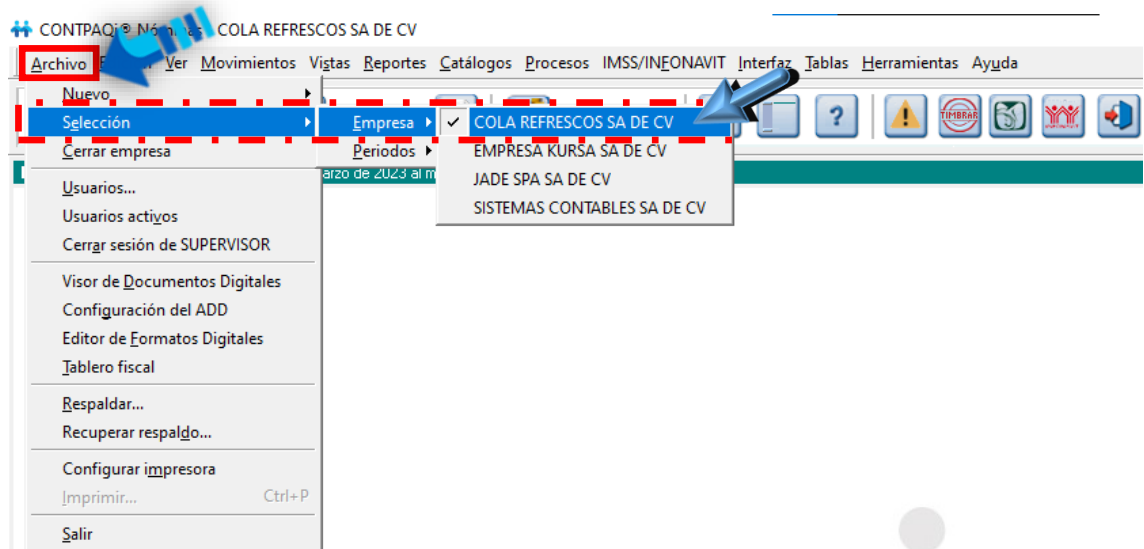 CONTPAQi® Nóminas COLA REFRESCOS SA DE CV
Archivo Ver Movimientos Vistas Reportes Catálogos Procesos IMSS/INFONAVIT Interfaz Tablas Herramientas Ayuda
Nuevo
Selección
Empresa
COLA REFRESCOS SA DE CV
?
TIMBRAR
Cerrar empresa
Periodos
EMPRESA KURSA SA DE CV
arzo de 2023 al m
JADE SPA SA DE CV
SISTEMAS CONTABLES SA DE CV
Usuarios...
Usuarios activos
Cerrar sesión de SUPERVISOR
Visor de Documentos Digitales
Configuración del ADD
Editor de Formatos Digitales
Tablero fiscal
Respaldar...
Recuperar respaldo...
Configurar impresora
Imprimir... Ctrl+P
Salir